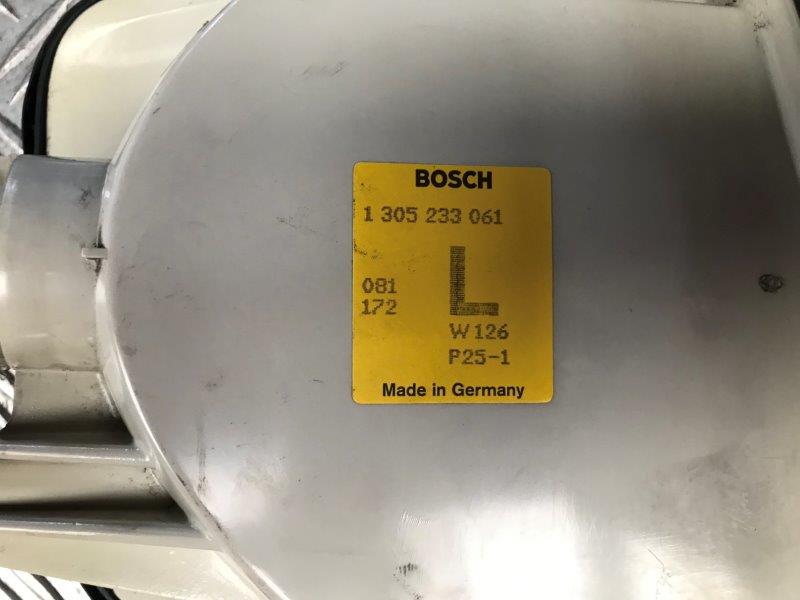 BOSCH
1 305 233 061
L
081
172
W126
P25-1
Made in Germany